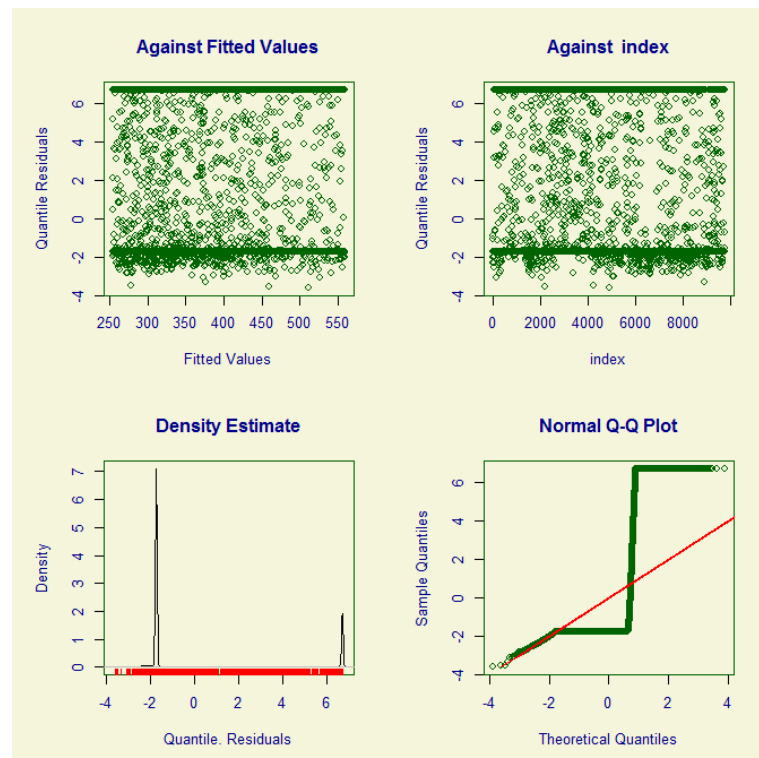 Against Fitted Values
Quantile Residuals
-4 -2 0 2 4 6
250 300 350 400 450 500 550
Fitted Values
Against index
Quantile Residuals
-4 -2 0 2 4 6
0 2000 4000 6000 8000
index
Density Estimate
Density
0 1 2 3 4 5 6 7
-4 -2 0 2 4 6
Quantile. Residuals
Normal Q-Q Plot
Sample Quantiles
-4 -2 0 2 4 6
-4 -2 0 2 4
Theoretical Quantiles